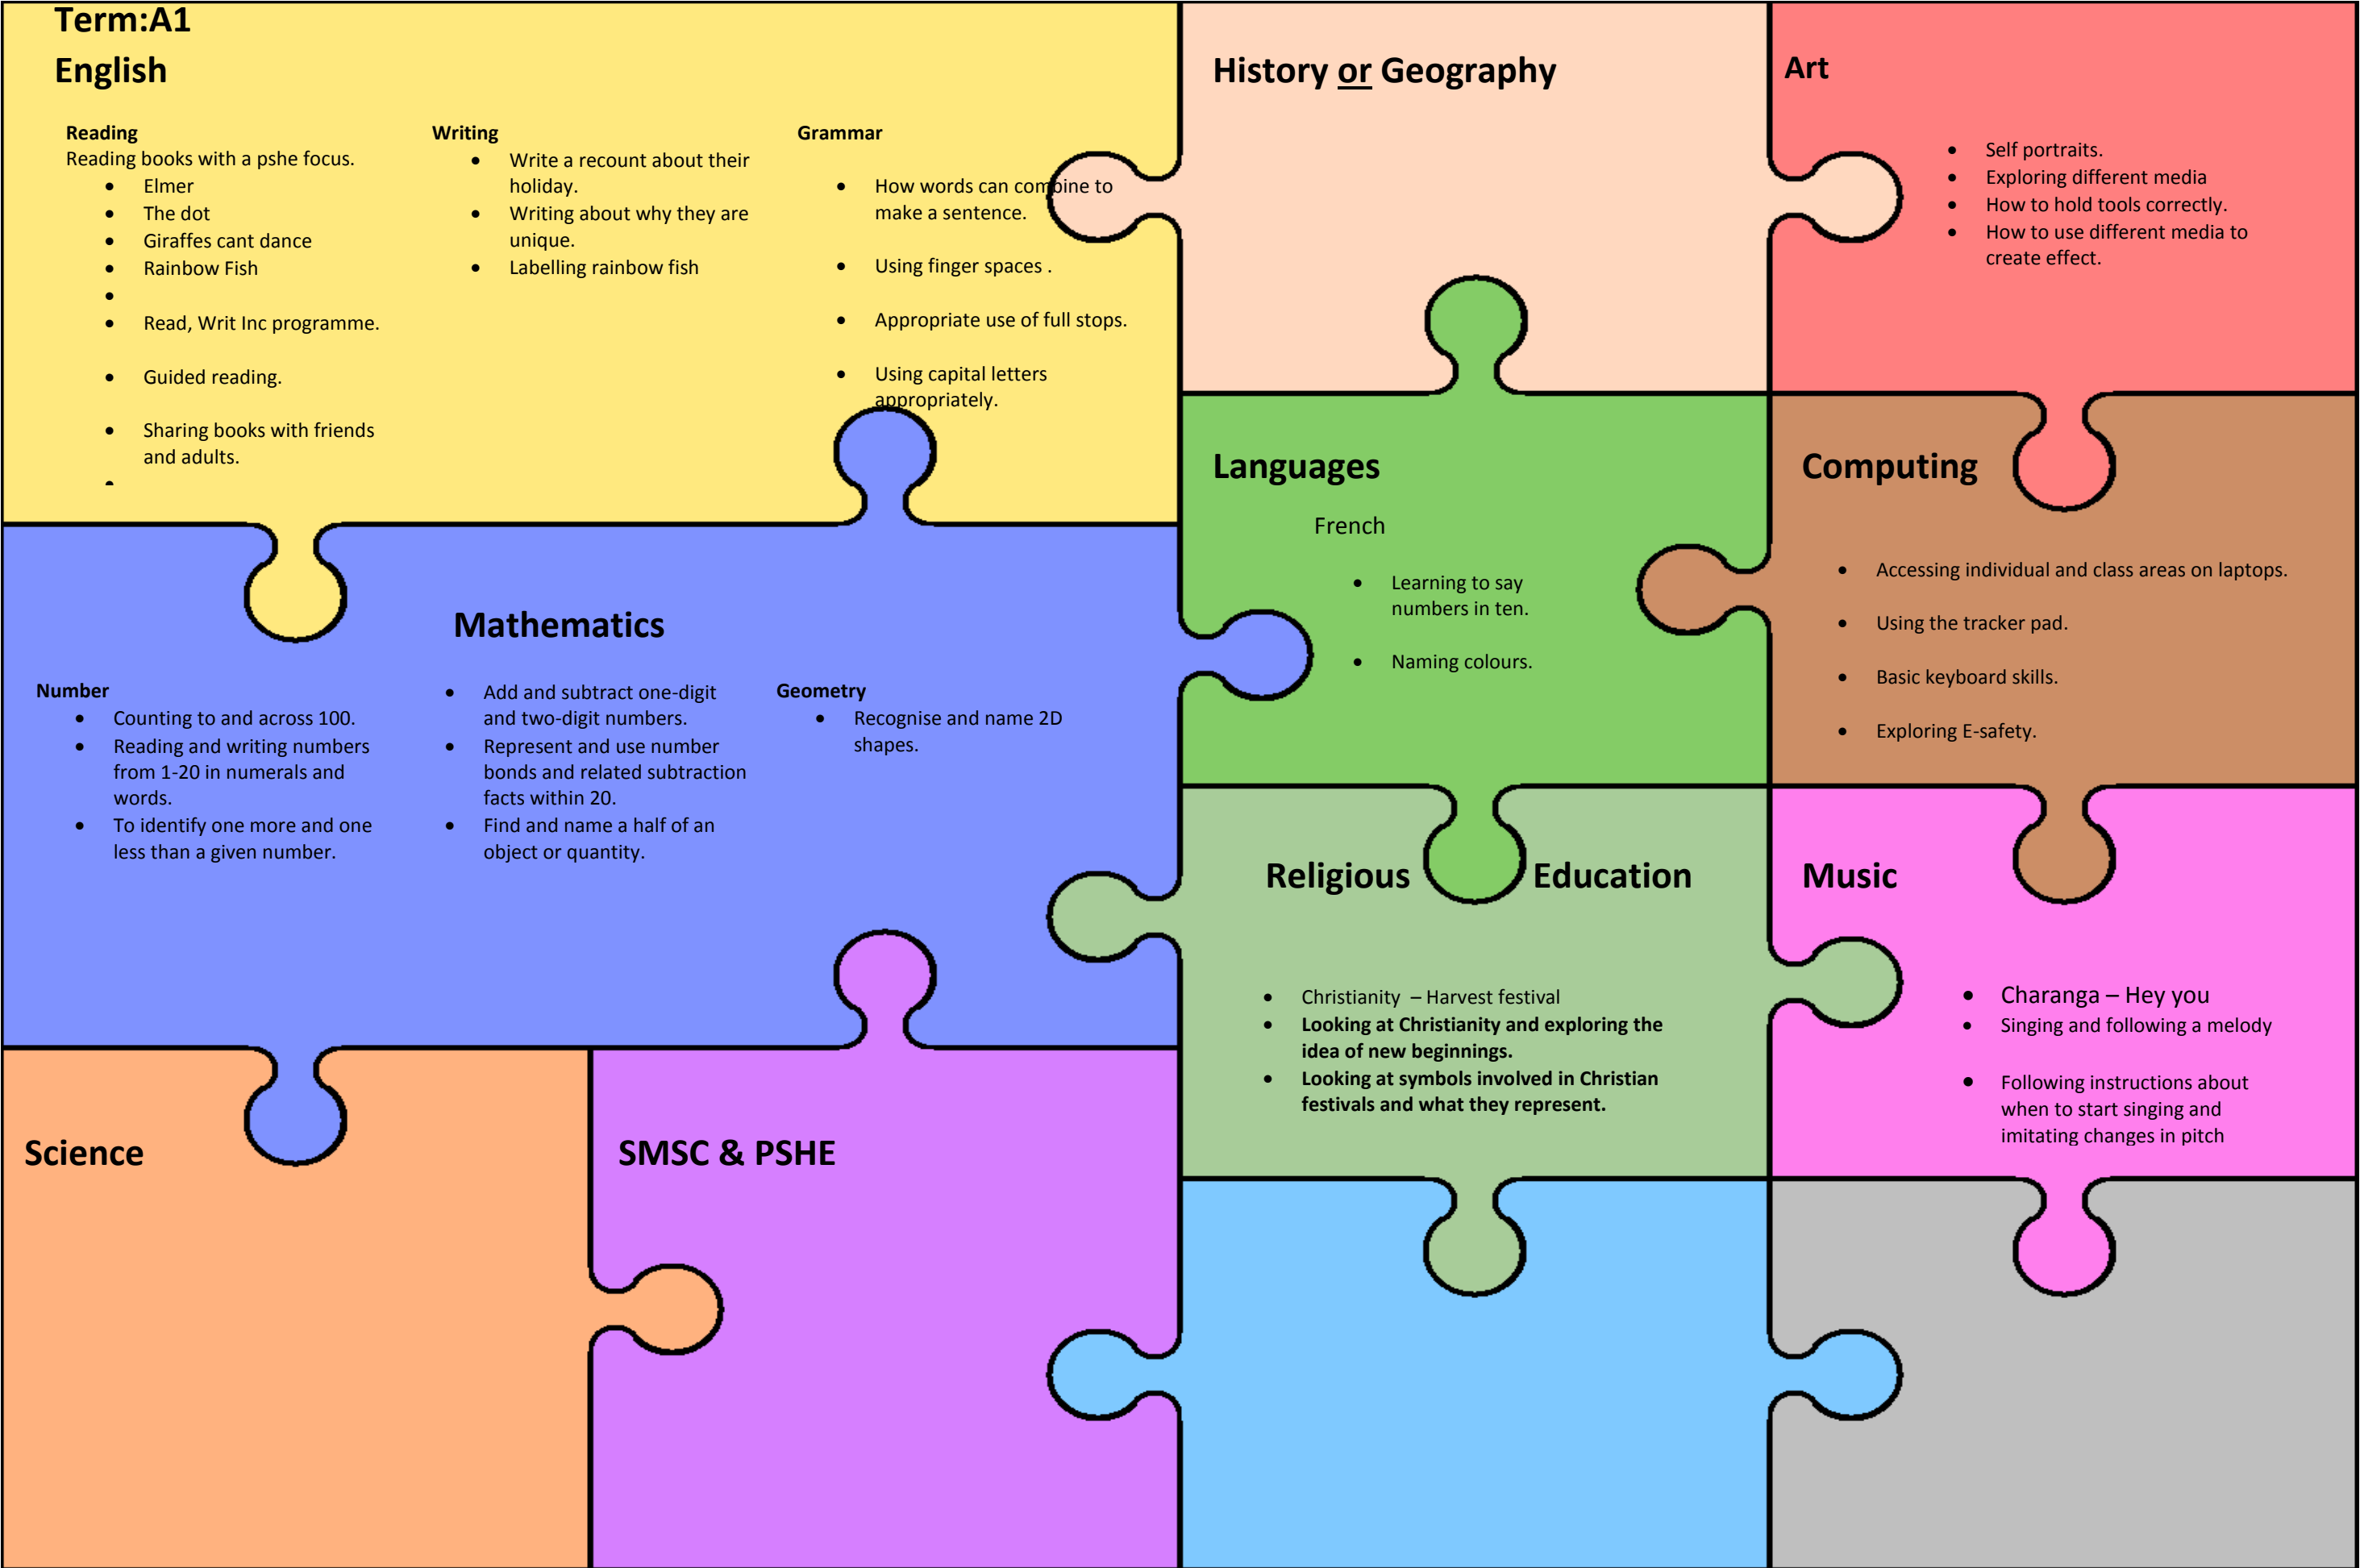 Term:A1
English
Reading
Reading books with a pshe focus.
• Elmer
• The dot
• Giraffes cant dance
• Rainbow Fish
•
• Read, Writ Inc programme.
• Guided reading.
• Sharing books with friends
and adults.
•
Writing
• Write a recount about their
holiday.
• Writing about why they are
unique.
• Labelling rainbow fish
Grammar
• How words can combine to
make a sentence.
• Using finger spaces .
• Appropriate use of full stops.
• Using capital letters
appropriately.
History or Geography
Art
• Self portraits.
• Exploring different media
• How to hold tools correctly.
• How to use different media to
create effect.
Mathematics
Number
• Counting to and across 100.
• Reading and writing numbers
from 1-20 in numerals and
words.
• To identify one more and one
less than a given number.
• Add and subtract one-digit
and two-digit numbers.
• Represent and use number
bonds and related subtraction
facts within 20.
• Find and name a half of an
object or quantity.
Geometry
• Recognise and name 2D
shapes.
Languages
French
• Learning to say
numbers in ten.
• Naming colours.
Computing
• Accessing individual and class areas on laptops.
• Using the tracker pad.
• Basic keyboard skills.
• Exploring E-safety.
Religious Education
• Christianity – Harvest festival
• Looking at Christianity and exploring the
idea of new beginnings.
• Looking at symbols involved in Christian
festivals and what they represent.
Music
• Charanga – Hey you
• Singing and following a melody
• Following instructions about
when to start singing and
imitating changes in pitch
Science
SMSC & PSHE